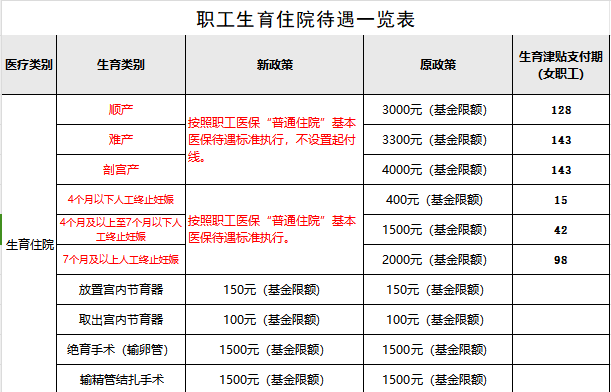 职工生育住院待遇一览表
医疗类别 生育类别 新政策 原政策 生育津贴支付期
(女职工)
生育住院
顺产 3000元（基金限额） 128
按照职工医保“普通住院”基本
医保待遇标准执行，不设置起付
线。
难产 3300元（基金限额） 143
剖宫产 4000元（基金限额） 143
4个月以下人工终止妊娠 400元（基金限额） 15
按照职工医保“普通住院”基本
医保待遇标准执行。
4个月及以上至7个月以下人
工终止妊娠 1500元（基金限额） 42
7个月及以上人工终止妊娠 2000元（基金限额） 98
放置宫内节育器 150元（基金限额） 150元（基金限额）
取出宫内节育器 100元（基金限额） 100元（基金限额）
绝育手术（输卵管） 1500元（基金限额） 1500元（基金限额）
输精管结扎手术 1500元（基金限额） 1500元（基金限额）